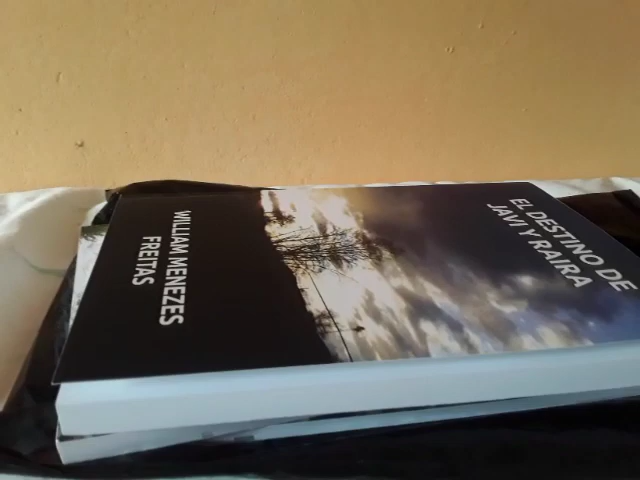 EL DESTINO DE
JAVI Y RAIRA
WILLIAM MENEZES
FREITAS